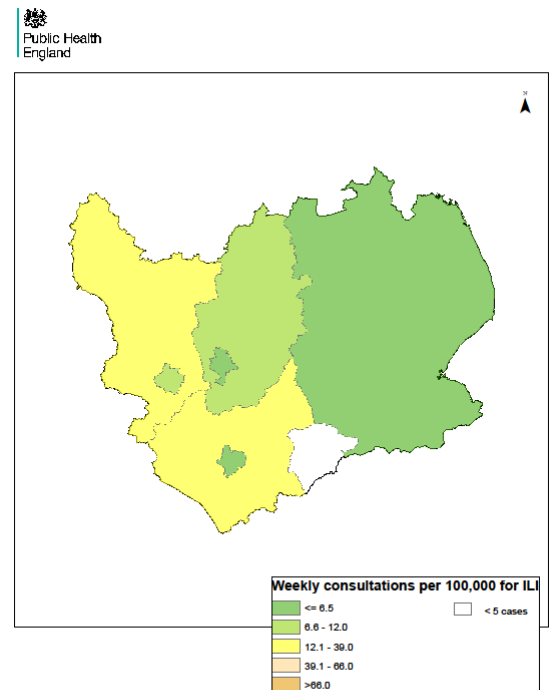 Public Health
England
N
Weekly consultations per 100,000 for ILI
<= 6.5
< 5 cases
6.6 - 12.0
12.1 - 39.0
39.1 - 66.0
>66.0